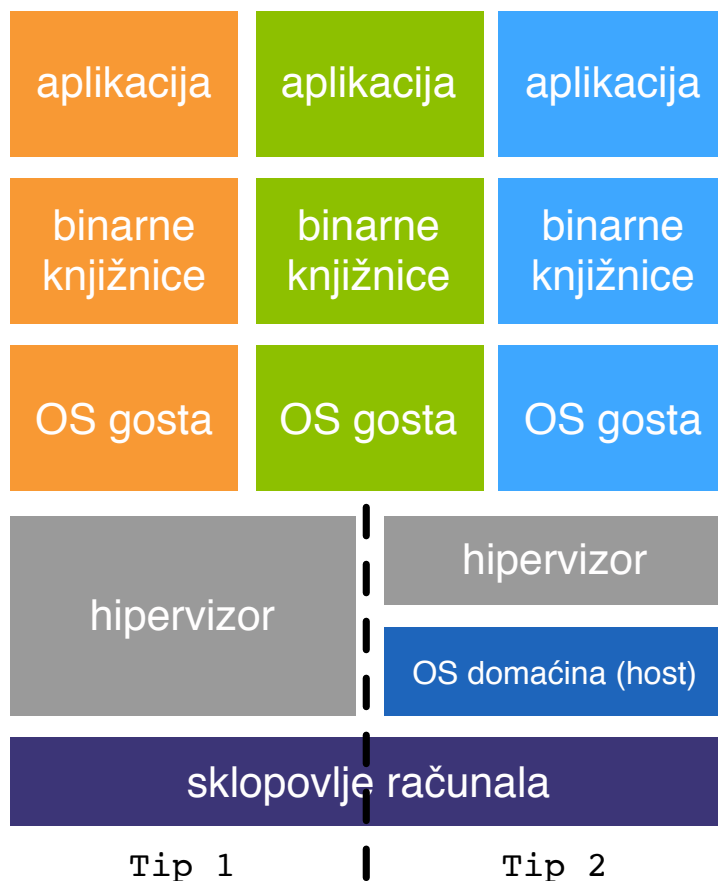 aplikacija
aplikacija
aplikacija
binarne
knjižnice
binarne
knjižnice
binarne
knjižnice
OS gosta
OS gosta
OS gosta
hipervizor
hipervizor
OS domaćina (host)
sklopovlje računala
Tip 1
Tip 2